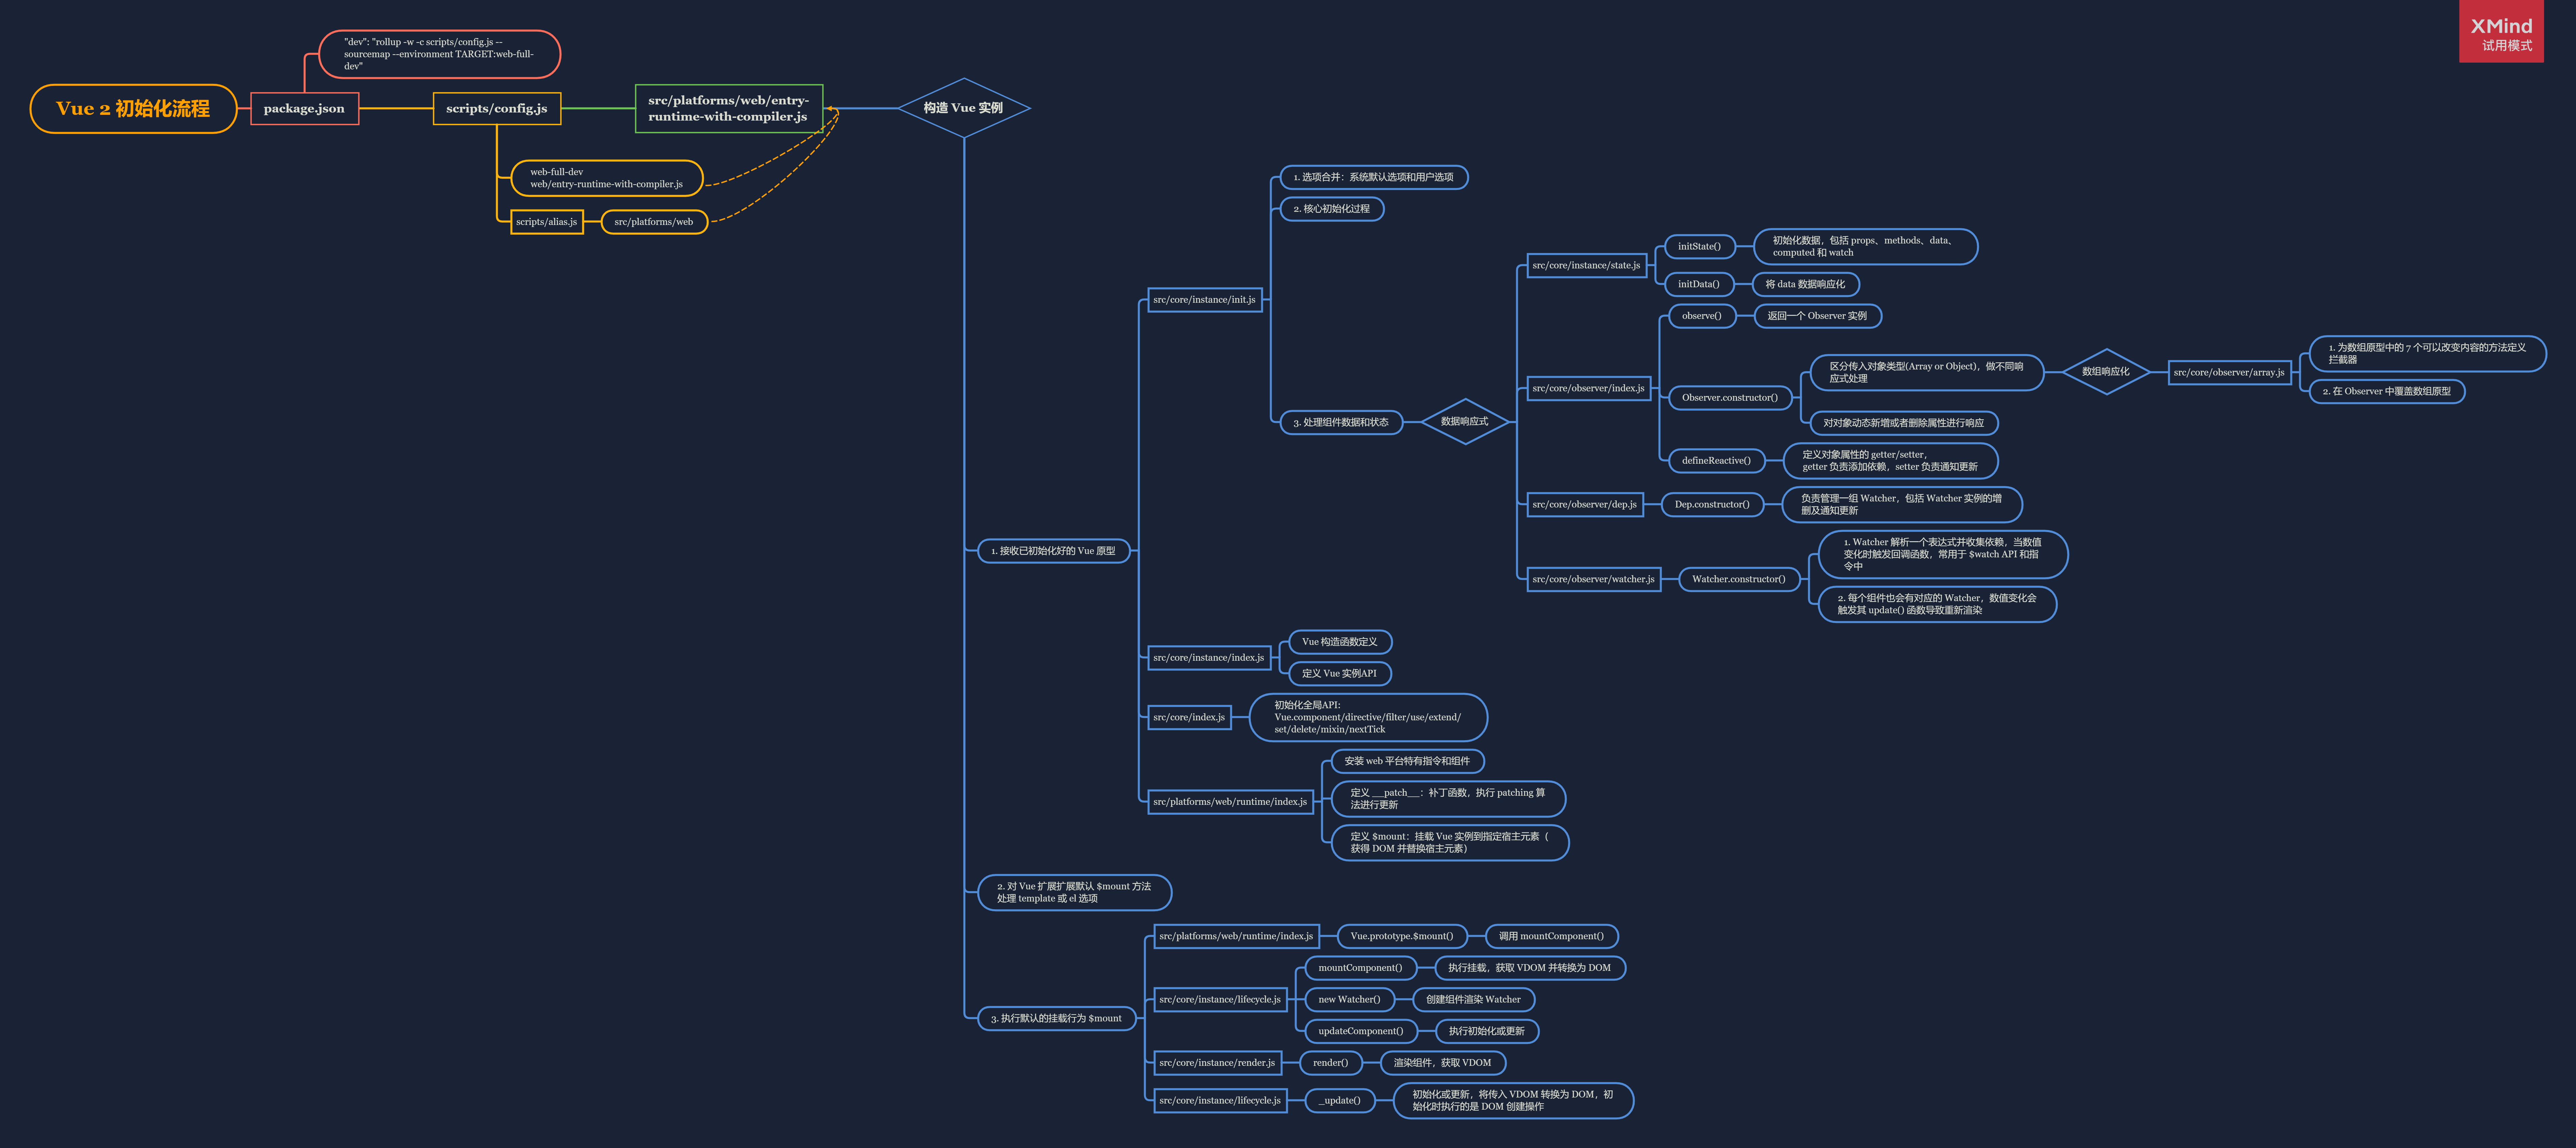 XMind
试用模式
"dev": "rollup -w -c scripts/config.js --
sourcemap --environment TARGET:web-full-
dev"
Vue 2 初始化流程
package.json
scripts/config.js
src/platforms/web/entry-
runtime-with-compiler.js
构造 Vue 实例
web-full-dev
web/entry-runtime-with-compiler.js
scripts/alias.js
src/platforms/web
1. 接收已初始化好的 Vue 原型
src/core/instance/init.js
1. 选项合并：系统默认选项和用户选项
2. 核心初始化过程
3. 处理组件数据和状态
数据响应式
src/core/instance/state.js
initState()
初始化数据，包括 props、methods、data、
computed 和 watch
initData()
将 data 数据响应化
src/core/observer/index.js
observe()
返回一个 Observer 实例
Observer.constructor()
区分传入对象类型(Array or Object)，做不同响
应式处理
数组响应化
src/core/observer/array.js
1. 为数组原型中的 7 个可以改变内容的方法定义
拦截器
2. 在 Observer 中覆盖数组原型
对对象动态新增或者删除属性进行响应
defineReactive()
定义对象属性的 getter/setter，
getter 负责添加依赖，setter 负责通知更新
src/core/observer/dep.js
Dep.constructor()
负责管理一组 Watcher，包括 Watcher 实例的增
删及通知更新
src/core/observer/watcher.js
Watcher.constructor()
1. Watcher 解析一个表达式并收集依赖，当数值
变化时触发回调函数，常用于 $watch API 和指
令中
2. 每个组件也会有对应的 Watcher，数值变化会
触发其 update() 函数导致重新渲染
src/core/instance/index.js
Vue 构造函数定义
定义 Vue 实例API
src/core/index.js
初始化全局API:
Vue.component/directive/filter/use/extend/
set/delete/mixin/nextTick
src/platforms/web/runtime/index.js
安装 web 平台特有指令和组件
定义 __patch__：补丁函数，执行 patching 算
法进行更新
定义 $mount：挂载 Vue 实例到指定宿主元素（
获得 DOM 并替换宿主元素）
2. 对 Vue 扩展扩展默认 $mount 方法
处理 template 或 el 选项
3. 执行默认的挂载行为 $mount
src/platforms/web/runtime/index.js
Vue.prototype.$mount()
调用 mountComponent()
src/core/instance/lifecycle.js
mountComponent()
执行挂载，获取 VDOM 并转换为 DOM
new Watcher()
创建组件渲染 Watcher
updateComponent()
执行初始化或更新
src/core/instance/render.js
render()
渲染组件，获取 VDOM
src/core/instance/lifecycle.js
_update()
初始化或更新，将传入 VDOM 转换为 DOM，初
始化时执行的是 DOM 创建操作